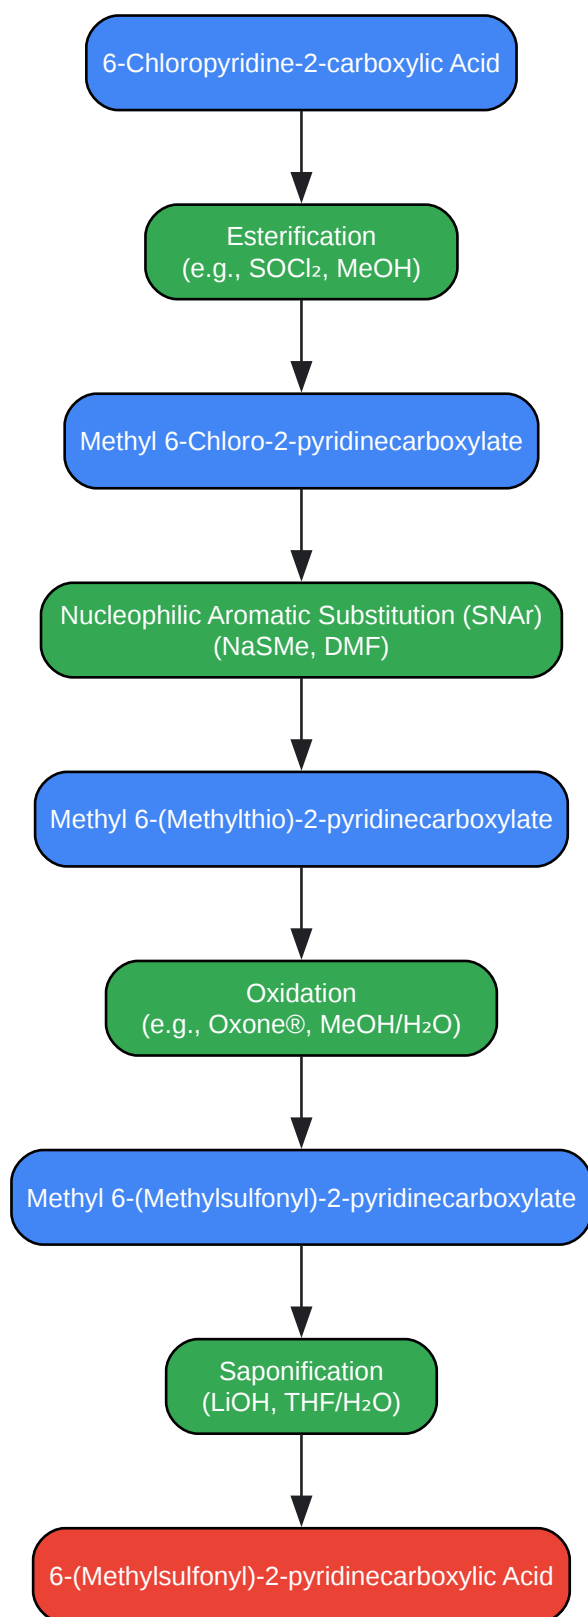 6-Chloropyridine-2-carboxylic Acid
Esterification
(e.g., SOCl₂, MeOH)
Methyl 6-Chloro-2-pyridinecarboxylate
Nucleophilic Aromatic Substitution (SNAr)
(NaSMe, DMF)
Methyl 6-(Methylthio)-2-pyridinecarboxylate
Oxidation
(e.g., Oxone®, MeOH/H₂O)
Methyl 6-(Methylsulfonyl)-2-pyridinecarboxylate
Saponification
(LiOH, THF/H₂O)
6-(Methylsulfonyl)-2-pyridinecarboxylic Acid